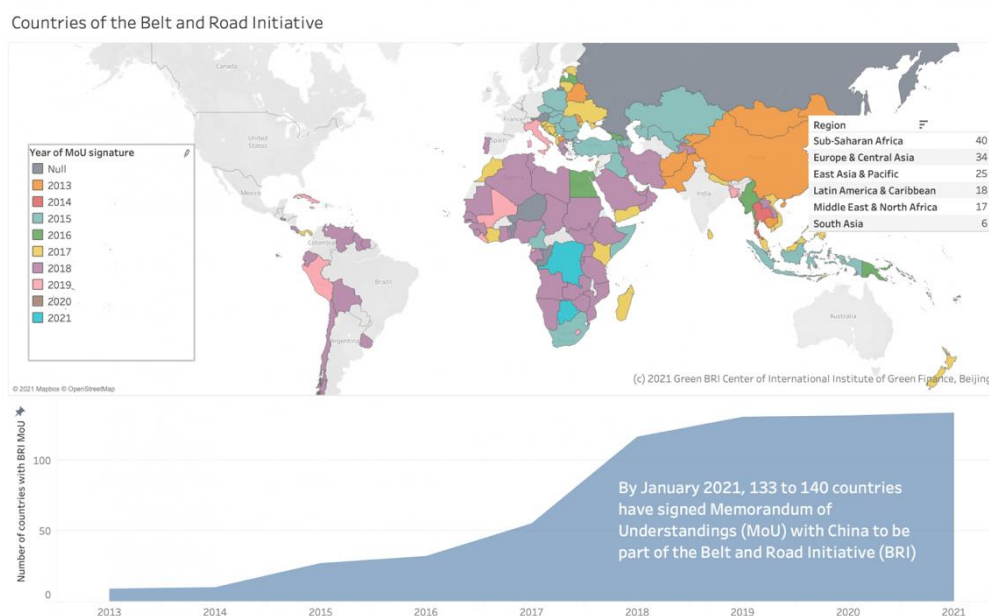 Countries of the Belt and Road Initiative
Canada
United
States
Mexico
Colombia
Brazil
Argentina
France
Spain
India
Australia
Year of MoU signature
Null
2013
2014
2015
2016
2017
2018
2019
2020
2021
Region
Sub-Saharan Africa 40
Europe & Central Asia 34
East Asia & Pacific 25
Latin America & Caribbean 18
Middle East & North Africa 17
South Asia 6
© 2021 Mapbox © OpenStreetMap
(c) 2021 Green BRI Center of International Institute of Green Finance, Beijing
Number of countries with BRI MoU
100
50
0
By January 2021, 133 to 140 countries
have signed Memorandum of
Understandings (MoU) with China to be
part of the Belt and Road Initiative (BRI)
2013 2014 2015 2016 2017 2018 2019 2020 2021